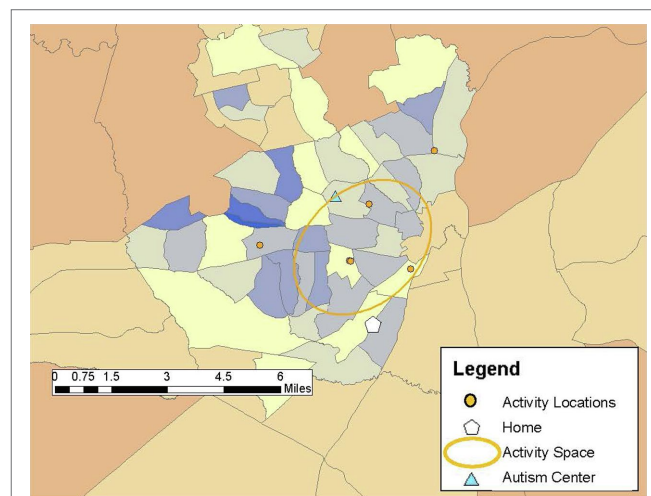 0 0.75 1.5 3 4.5 6
Miles
Legend
Activity Locations
Home
Activity Space
Autism Center